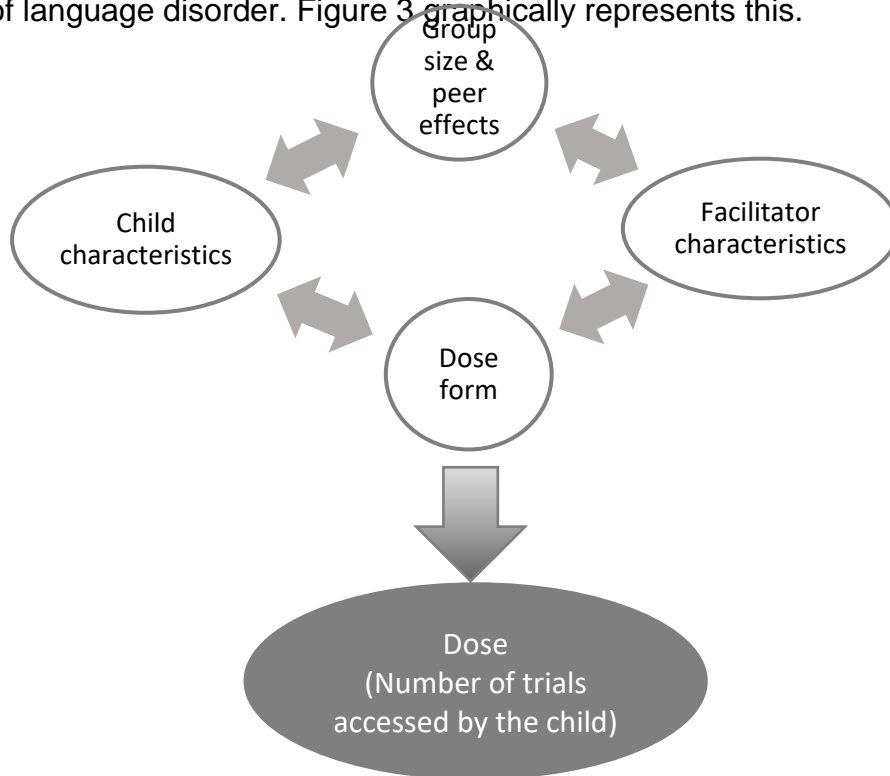 of language disorder. Figure 3 graphically represents this.
Group
size &
peer
effects
Child
characteristics
Facilitator
characteristics
Dose
form
Dose
(Number of trials
accessed by the child)